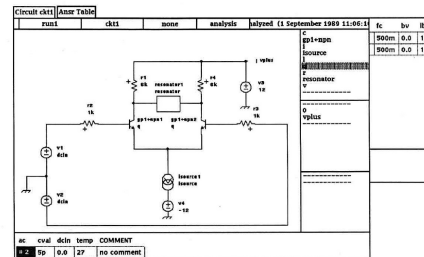 Circuit ckt1 Ansr Table
run1 ckt1 none analysis nalyzed (1 September 1989 11:06:1
fc bv
500m 0.0 1
500m 0.0 1
c
gp1+npn
i
isource
l
r
resonator
v
0
vplus
r1
6k
resonator1
resonator
r4
6k
vplus
v3
12
r2
1k
gp1+npn1
q
gp1+npn2
q
r3
1k
v1
dcin
v2
dcin
isource1
isource
v4
-12
ac cval dcin temp COMMENT
5p 0.0 27 no comment